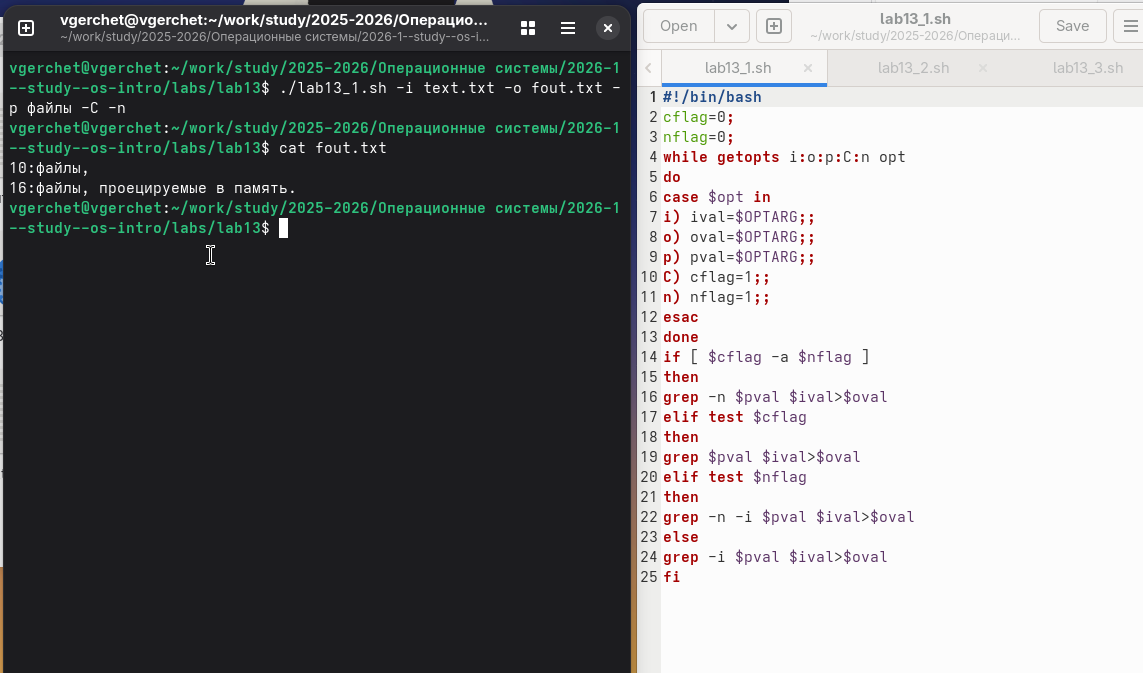 vgerchet@vgerchet:~/work/study/2025-2026/Операцио...
~/work/study/2025-2026/Операционные системы/2026-1--study--os-i...
vgerchet@vgerchet:~/work/study/2025-2026/Операционные системы/2026-1
--study--os-intro/labs/lab13$ ./lab13_1.sh -i text.txt -o fout.txt -
p файлы -C -n
vgerchet@vgerchet:~/work/study/2025-2026/Операционные системы/2026-1
--study--os-intro/labs/lab13$ cat fout.txt
10:файлы,
16:файлы, проецируемые в память.
vgerchet@vgerchet:~/work/study/2025-2026/Операционные системы/2026-1
--study--os-intro/labs/lab13$
Open
lab13_1.sh
~/work/study/2025-2026/Операци...
Save
lab13_1.sh
lab13_2.sh
lab13_3.sh
1 #!/bin/bash
2 cflag=0;
3 nflag=0;
4 while getopts i:o:p:C:n opt
5 do
6 case $opt in
7 i) ival=$OPTARG;;
8 o) oval=$OPTARG;;
9 p) pval=$OPTARG;;
10 C) cflag=1;;
11 n) nflag=1;;
12 esac
13 done
14 if [ $cflag -a $nflag ]
15 then
16 grep -n $pval $ival>$oval
17 elif test $cflag
18 then
19 grep $pval $ival>$oval
20 elif test $nflag
21 then
22 grep -n -i $pval $ival>$oval
23 else
24 grep -i $pval $ival>$oval
25 fi